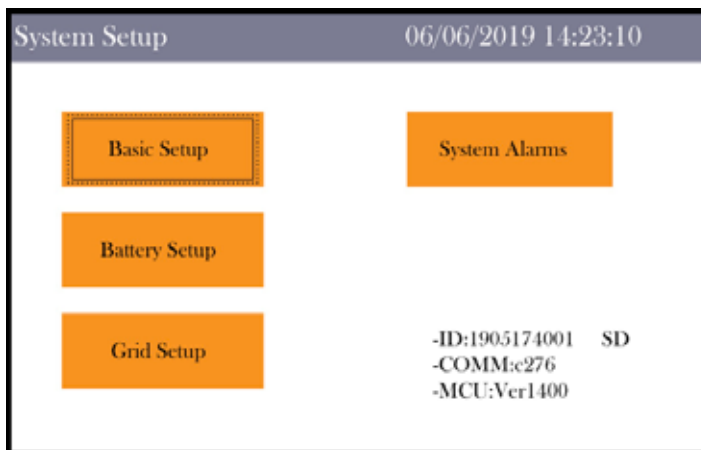 System Setup 06/06/2019 14:23:10
Basic Setup
System Alarms
Battery Setup
Grid Setup
-ID:1905174001 SD
-COMM:c276
-MCU:Ver1400